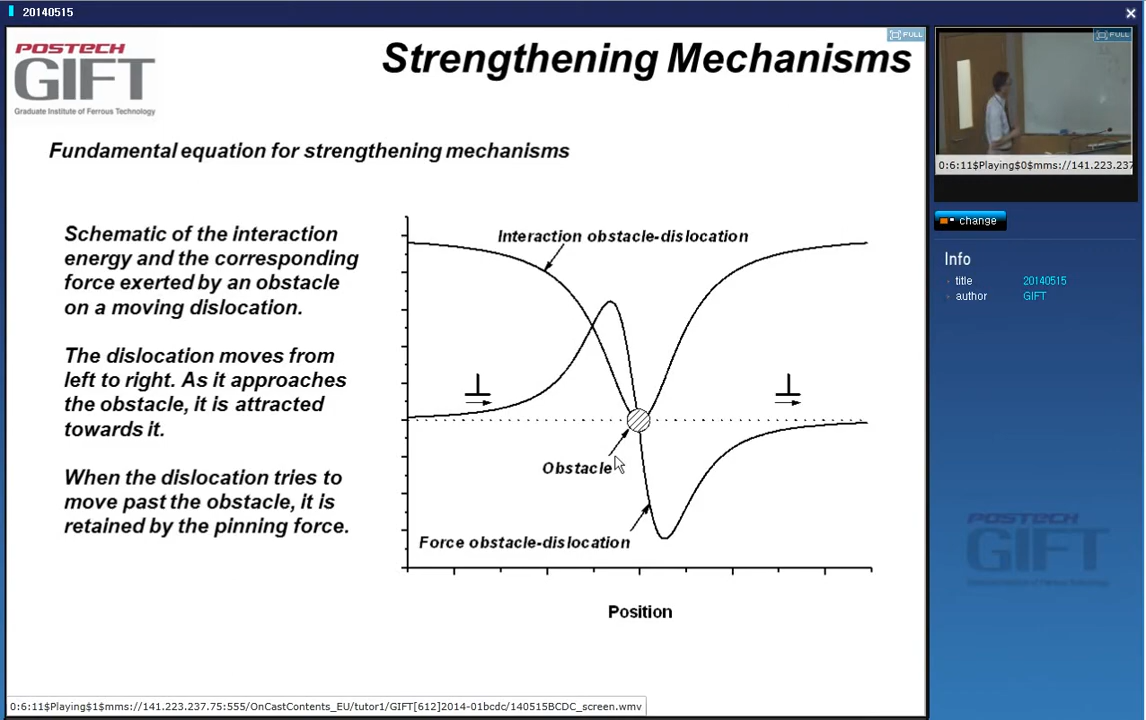 20140515
FULL
FULL
POSTECH
GIFT
Graduate Institute of Ferrous Technology
Strengthening Mechanisms
Fundamental equation for strengthening mechanisms
Schematic of the interaction
energy and the corresponding
force exerted by an obstacle
on a moving dislocation.
The dislocation moves from
left to right. As it approaches
the obstacle, it is attracted
towards it.
When the dislocation tries to
move past the obstacle, it is
retained by the pinning force.
Interaction obstacle-dislocation
Obstacle
Force obstacle-dislocation
Position
0:6:11$Playing$0$mms://141.223.237
change
Info
title 20140515
author GIFT
POSTECH
GIFT
0:6:11$Playing$1$mms://141.223.237.75:555/OnCastContents_EU/tutor1/GIFT[612]2014-01bcdc/140515BCDC_screen.wmv